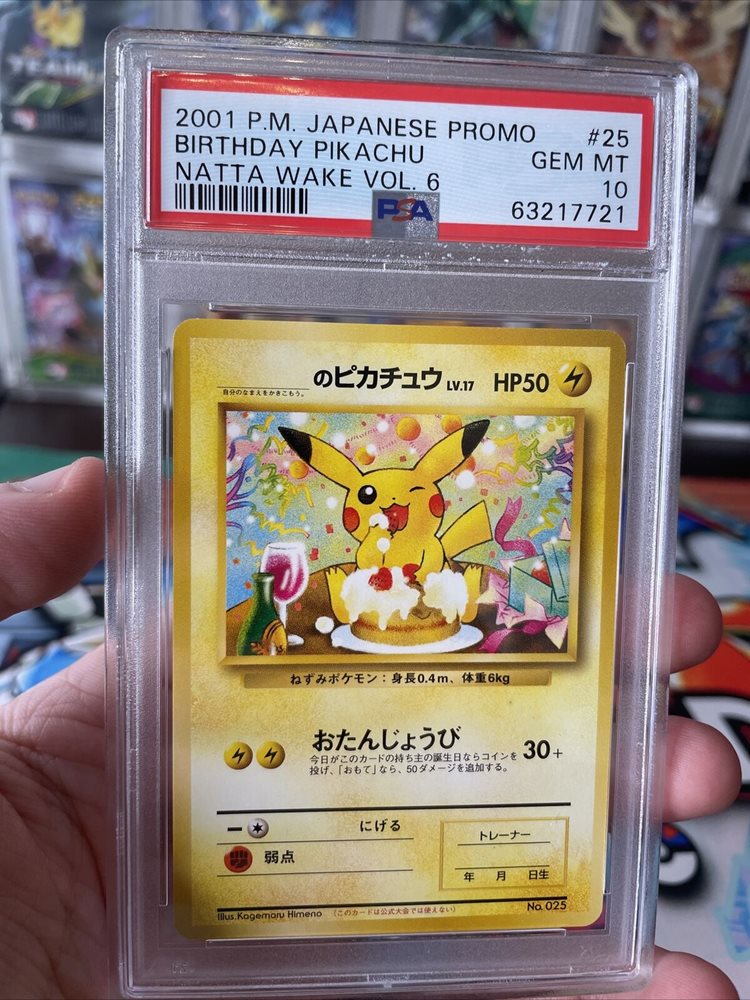 2001 P.M. JAPANESE PROMO #25
BIRTHDAY PIKACHU GEM MT
NATTA WAKE VOL. 6 10
PSA 63217721
のピカチュウ LV.17 HP50
自分のなまえをかきこもう。
ねずみポケモン：身長0.4m、体重6kg
おたんじょうび 30+
今日がこのカードの持ち主の誕生日ならコインを
投げ、「おもて」なら、50ダメージを追加する。
にげる
トレーナー
弱点
年 月 日生
Illus.Kagemaru Himeno (このカードは公式大会では使えない) No. 025